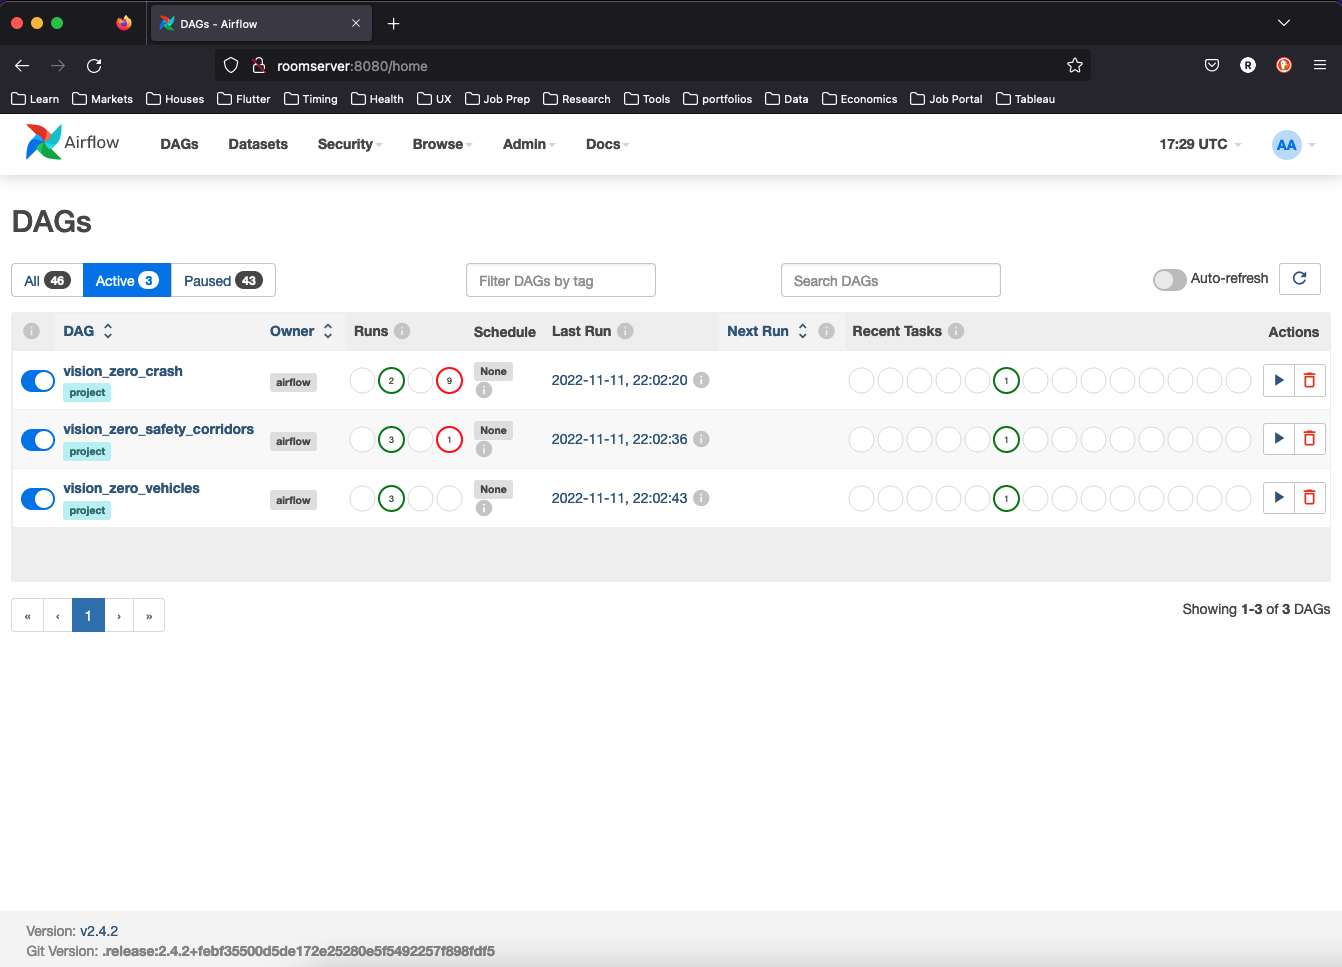 DAGs - Airflow
roomserver:8080/home
R
Learn Markets Houses Flutter Timing Health UX Job Prep Research Tools portfolios Data Economics Job Portal Tableau
Airflow DAGs Datasets Security Browse Admin Docs 17:29 UTC AA
DAGs
All 46 Active 3 Paused 43 Filter DAGs by tag Search DAGs Auto-refresh
DAG Owner Runs Schedule Last Run Next Run Recent Tasks Actions
vision_zero_crash
project
airflow 2 9 None 2022-11-11, 22:02:20 1
vision_zero_safety_corridors
project
airflow 3 1 None 2022-11-11, 22:02:36 1
vision_zero_vehicles
project
airflow 3 None 2022-11-11, 22:02:43 1
« ‹ 1 › »
Showing 1-3 of 3 DAGs
Version: v2.4.2
Git Version: .release:2.4.2+febf35500d5de172e25280e5f5492257f898fdf5